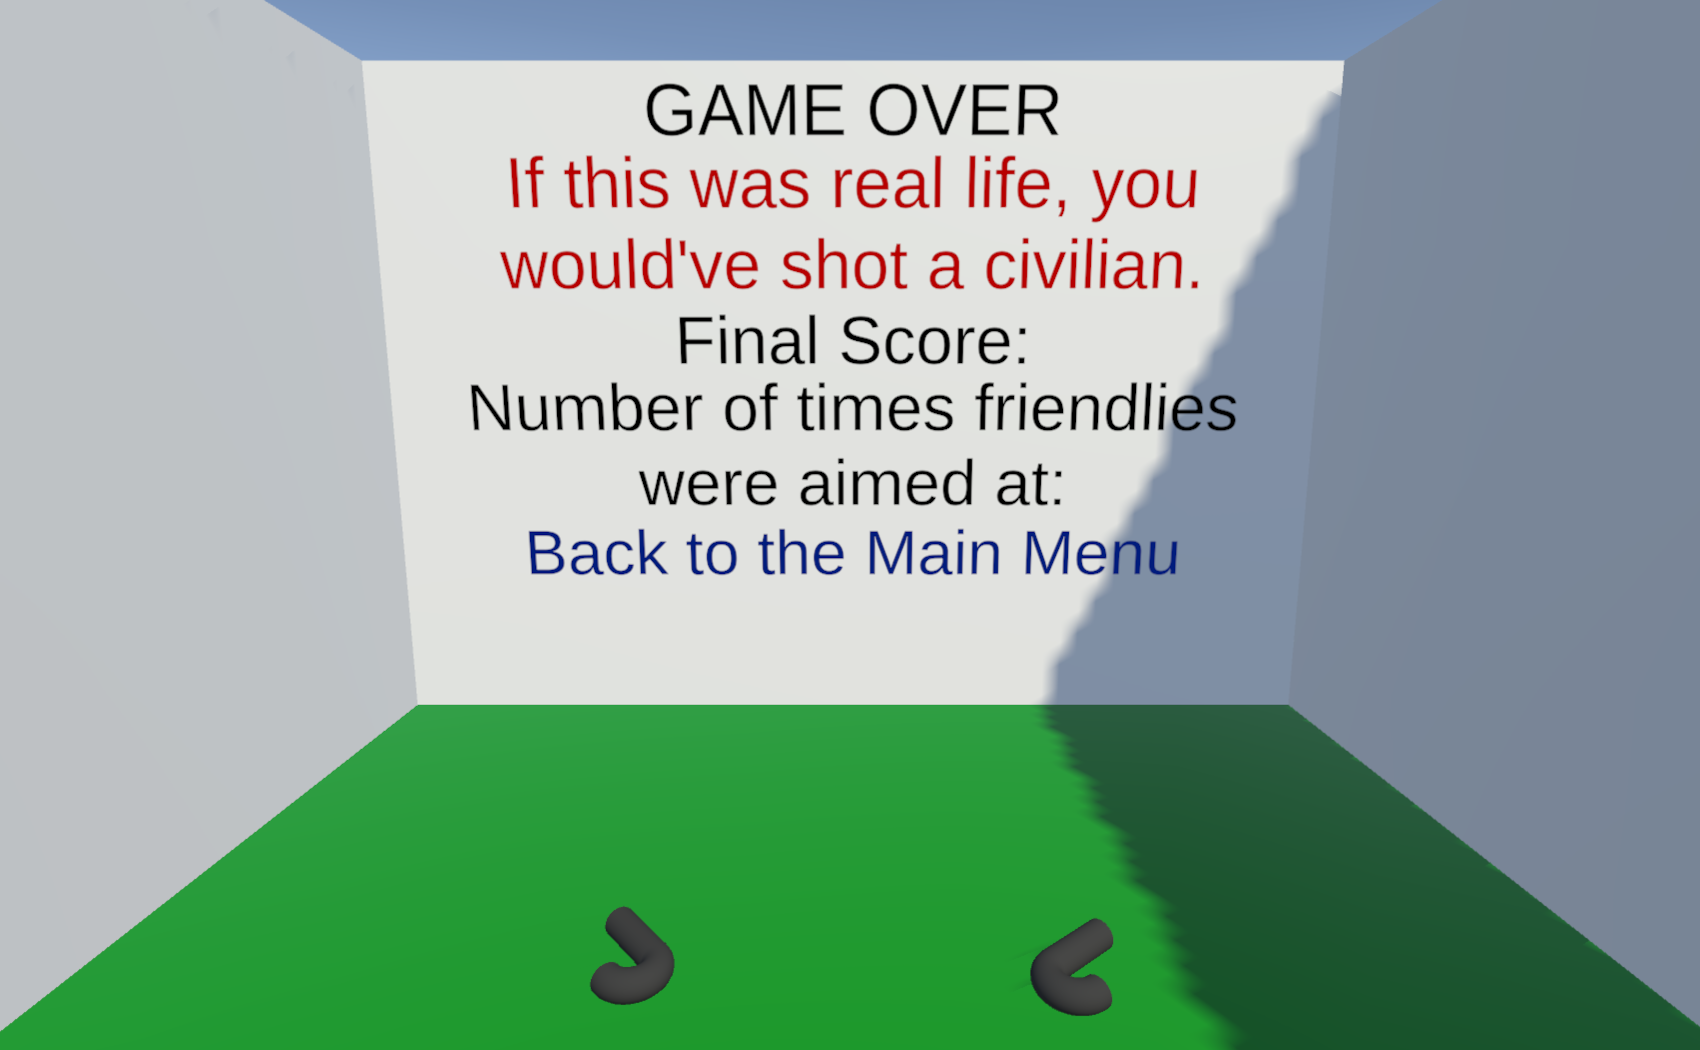 GAME OVER
If this was real life, you
would've shot a civilian.
Final Score:
Number of times friendlies
were aimed at:
Back to the Main Menu